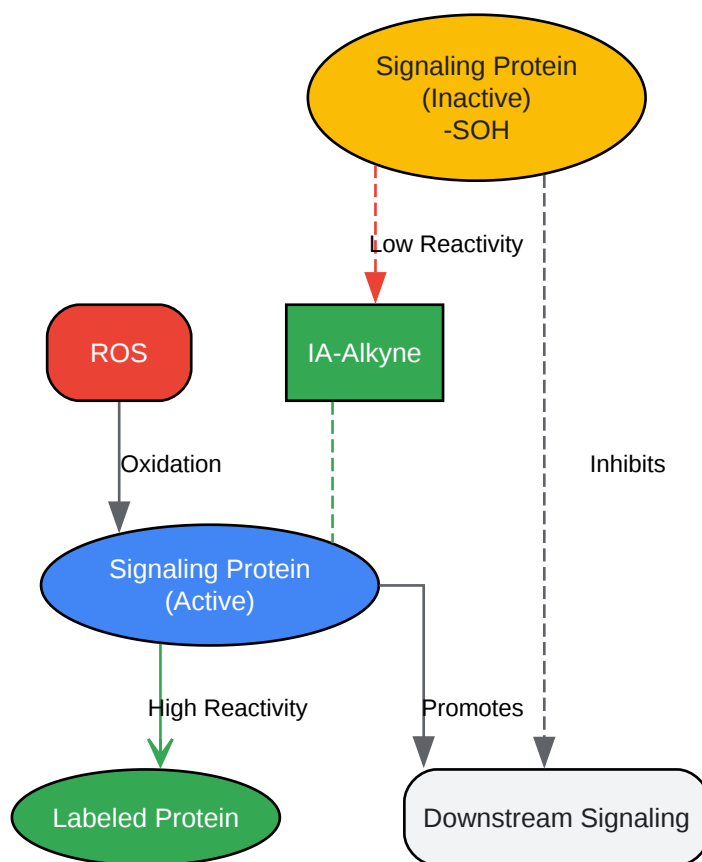 Signaling Protein
(Inactive)
-SOH
Low Reactivity
ROS
IA-Alkyne
Oxidation
Inhibits
Signaling Protein
(Active)
High Reactivity
Promotes
Labeled Protein
Downstream Signaling